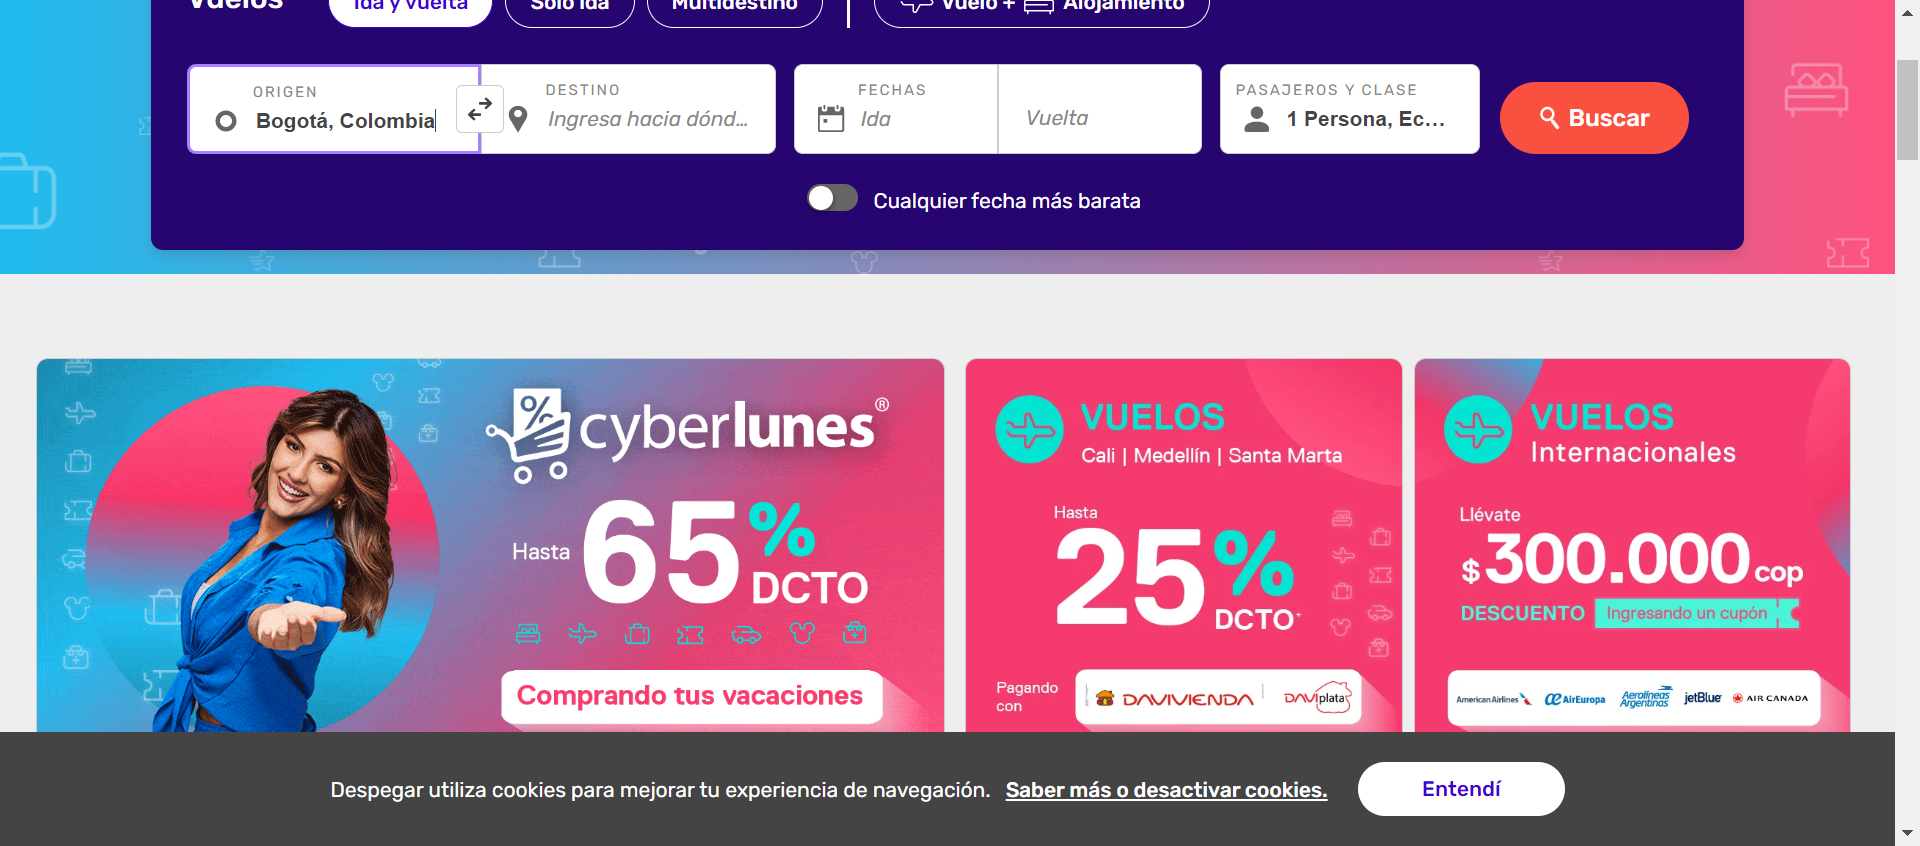 Vuelos
Ida y vuelta
Solo ida
Multidestino
Vuelo + Alojamiento
ORIGEN
Bogotá, Colombia
DESTINO
Ingresa hacia dónd...
FECHAS
Ida
Vuelta
PASAJEROS Y CLASE
1 Persona, Ec...
Buscar
Cualquier fecha más barata
%
cyberlunes®
Hasta 65% DCTO
Comprando tus vacaciones
VUELOS
Cali | Medellín | Santa Marta
Hasta
25% DCTO*
Pagando
con
DAVIVIENDA
DAVIplata
VUELOS
Internacionales
Llévate
$300.000 cop
DESCUENTO Ingresando un cupón
American Airlines
AirEuropa
Aerolíneas
Argentinas
jetBlue
AIR CANADA
Despegar utiliza cookies para mejorar tu experiencia de navegación. Saber más o desactivar cookies.
Entendí